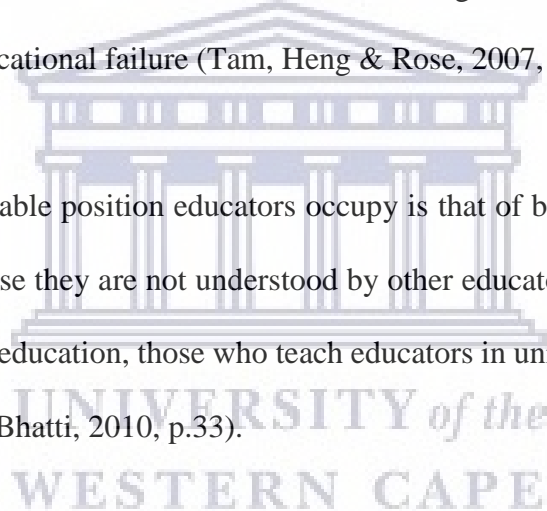 cational failure (Tam, Heng & Rose, 2007,
able position educators occupy is that of b
se they are not understood by other educat
education, those who teach educators in un
Bhatti, 2010, p.33).
UNIVERSITY of the
WESTERN CAPE